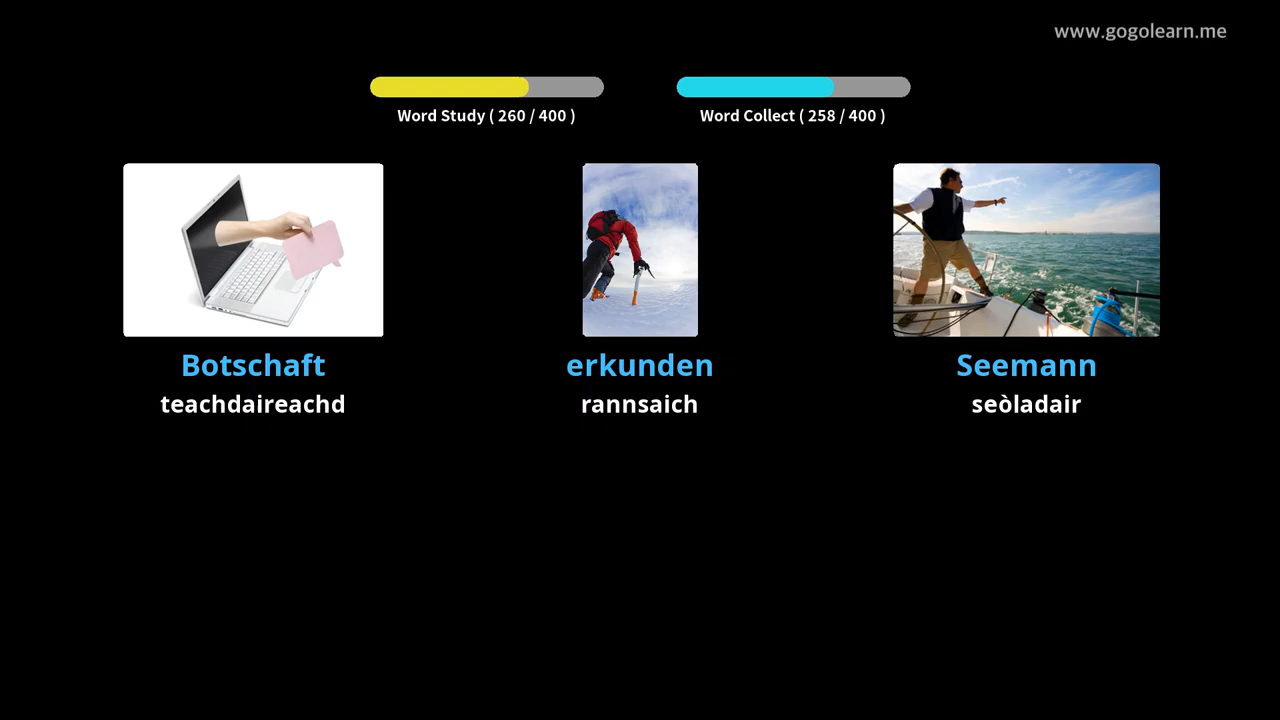 www.gogolearn.me
Word Study ( 260 / 400 )
Word Collect ( 258 / 400 )
Botschaft
teachdaireachd
erkunden
rannsaich
Seemann
seòladair